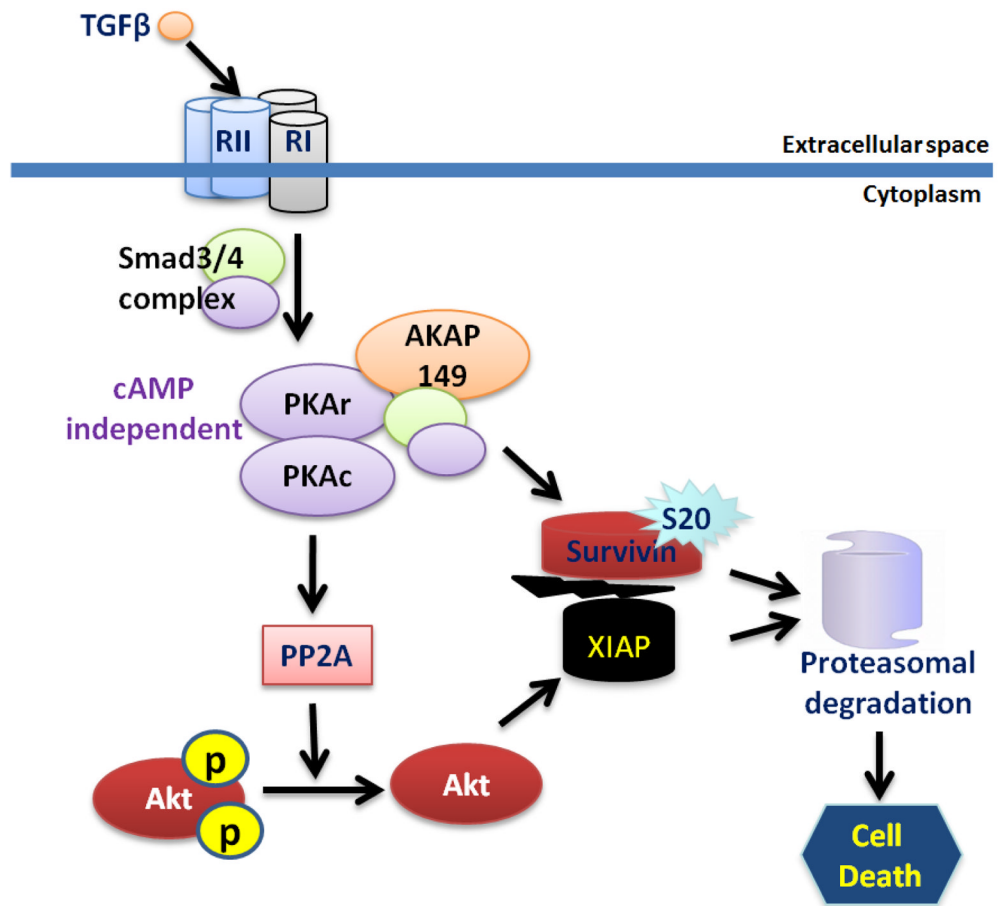 TGFβ
RII
RI
Extracellular space
Cytoplasm
Smad3/4
complex
AKAP
149
cAMP
independent
PKAr
PKAc
S20
Survivin
XIAP
PP2A
Proteasomal
degradation
p
Akt
p
Akt
Cell
Death